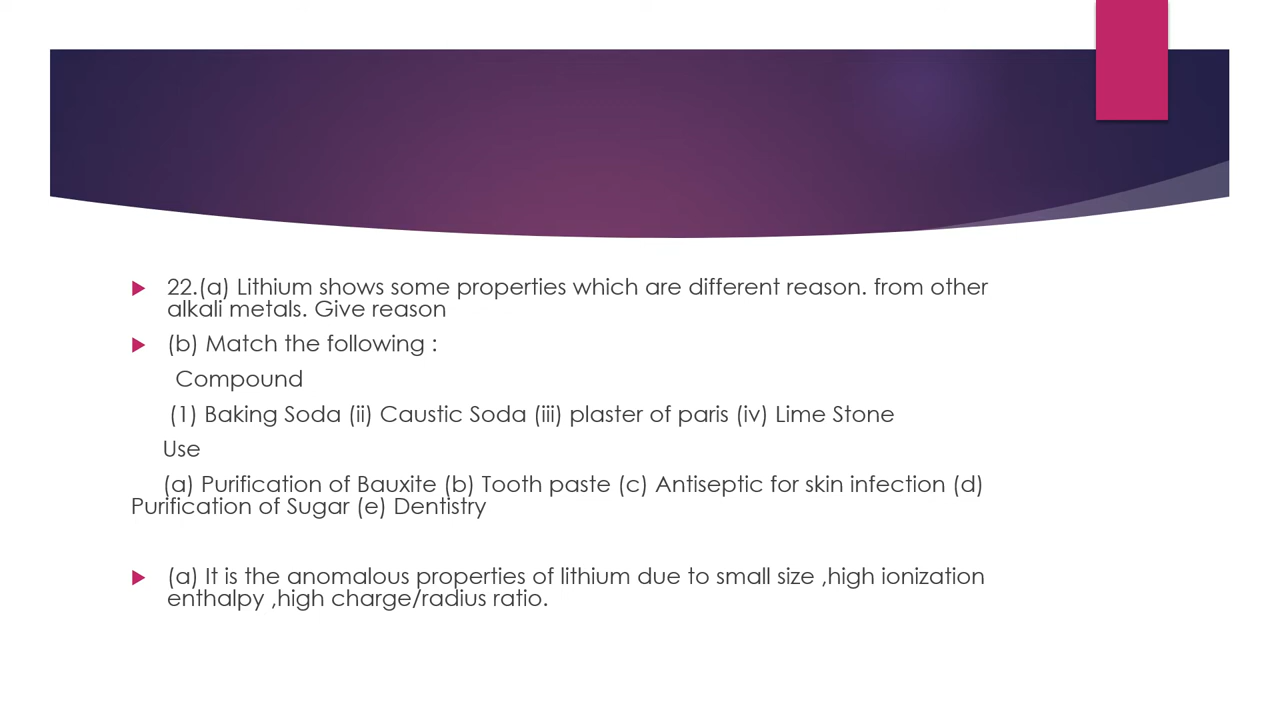 22.(a) Lithium shows some properties which are different reason. from other
alkali metals. Give reason
(b) Match the following :
Compound
(1) Baking Soda (ii) Caustic Soda (iii) plaster of paris (iv) Lime Stone
Use
(a) Purification of Bauxite (b) Tooth paste (c) Antiseptic for skin infection (d)
Purification of Sugar (e) Dentistry
(a) It is the anomalous properties of lithium due to small size ,high ionization
enthalpy ,high charge/radius ratio.